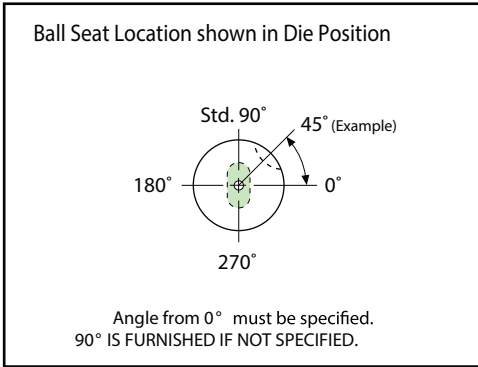 Ball Seat Location shown in Die Position
Std. 90°
45° (Example)
180°
0°
270°
Angle from 0° must be specified.
90° IS FURNISHED IF NOT SPECIFIED.